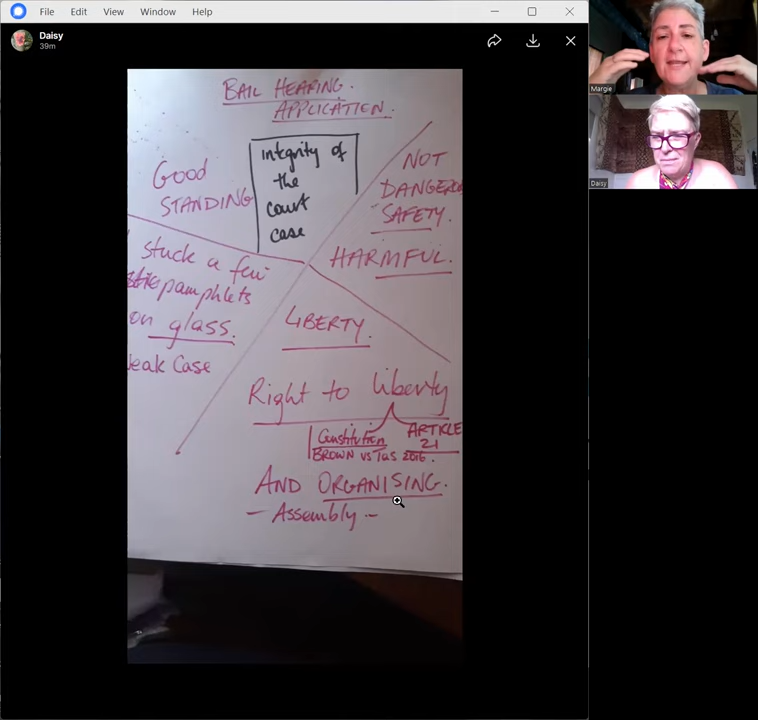 File Edit View Window Help
Daisy
39m
BAIL HEARING.
APPLICATION.
Good
STANDING
integrity of
the
court
case
NOT
DANGERO
SAFETY.
HARMFUL.
stuck a few
pamphlets
on glass.
eak Case
LIBERTY.
Right to liberty
Constitution
BROWN vs Tas 2016.
ARTICLE
21
AND ORGANISING.
- Assembly -
Margie
Daisy